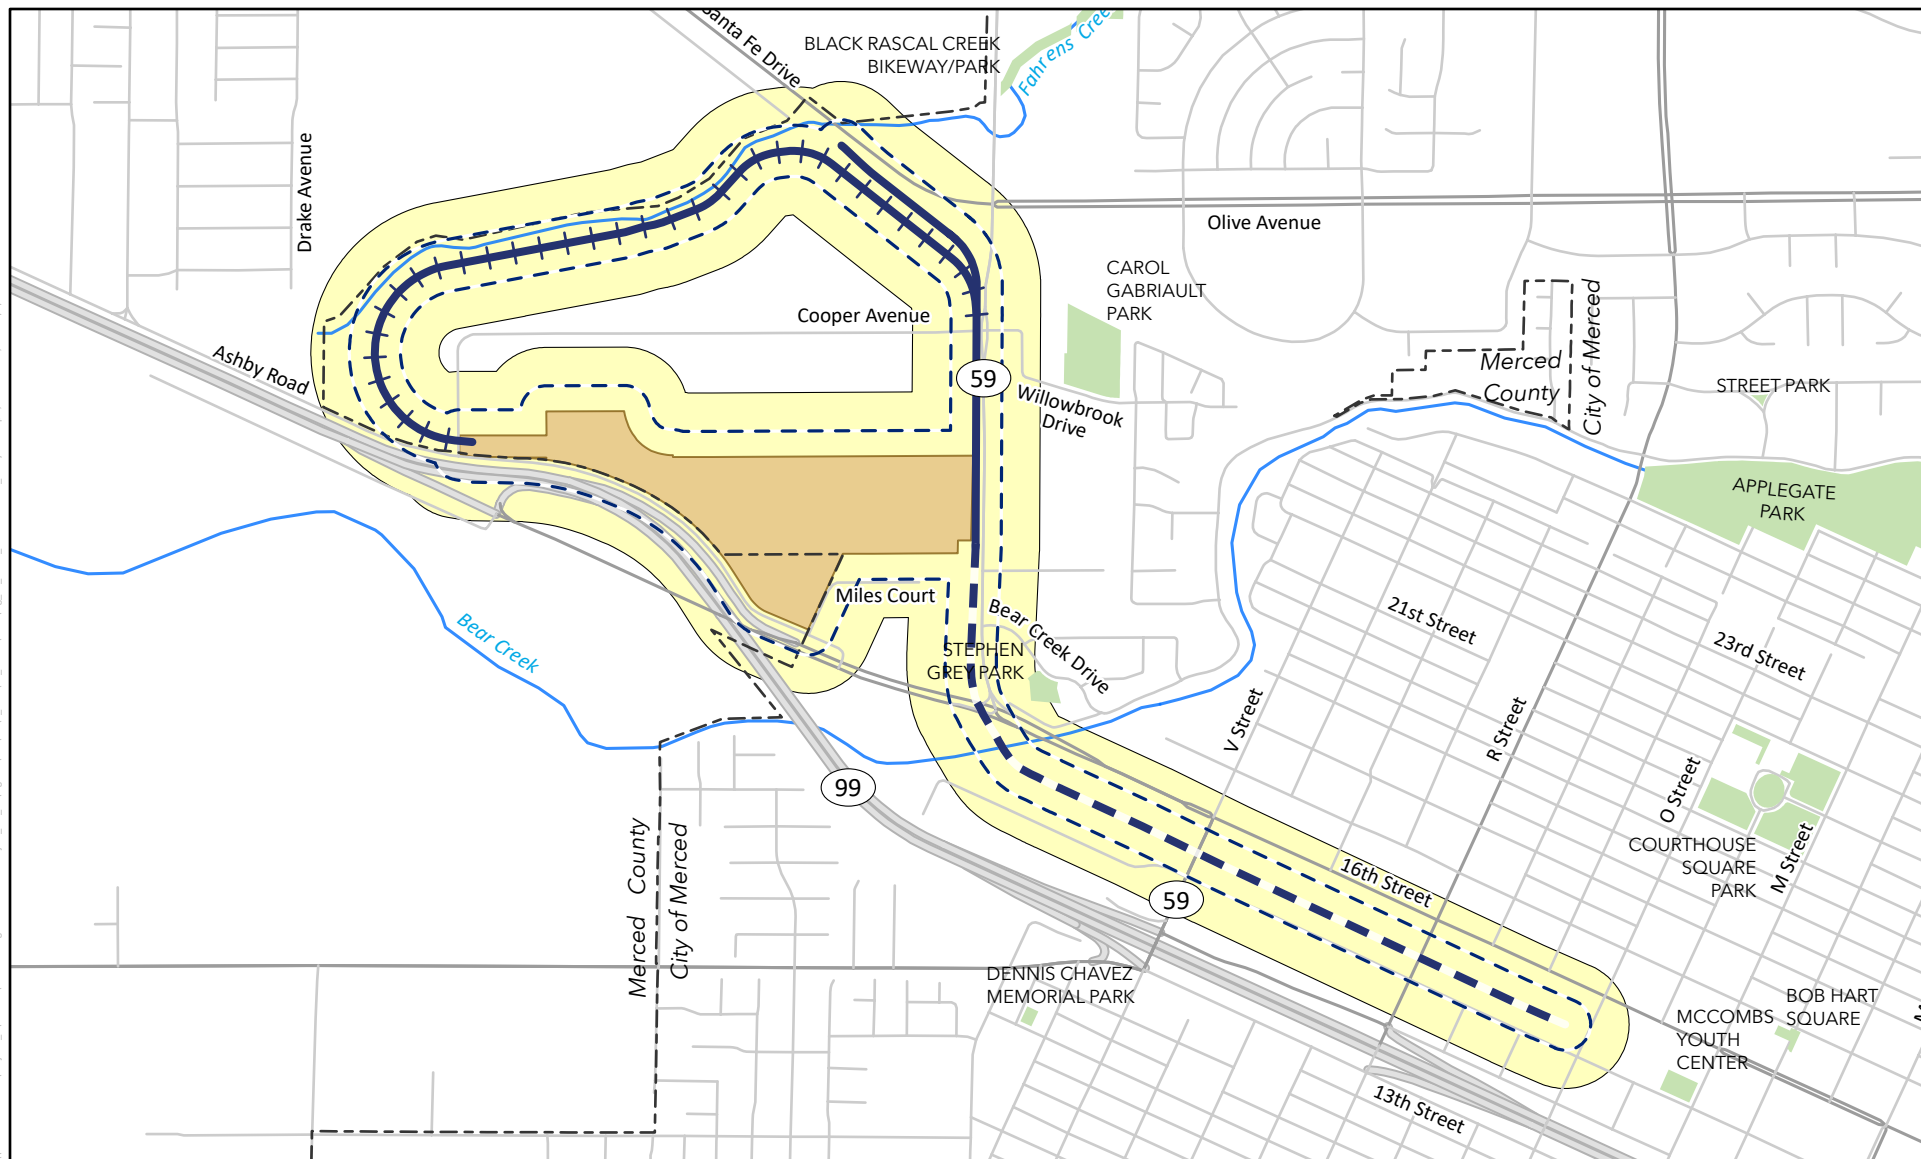 Santa Fe Drive
BLACK RASCAL CREEK
BIKEWAY/PARK
Fahrens Creek
Drake Avenue
Olive Avenue
CAROL
GABRIAULT
PARK
Cooper Avenue
Ashby Road
59
Willowbrook
Drive
Merced
County
City of Merced
STREET PARK
APPLEGATE
PARK
Miles Court
Bear Creek Drive
STEPHEN
GREY PARK
Bear Creek
21st Street
23rd Street
V Street
R Street
O Street
M Street
99
Merced County
City of Merced
COURTHOUSE
SQUARE
PARK
16th Street
59
DENNIS CHAVEZ
MEMORIAL PARK
BOB HART
SQUARE
MCCOMBS
YOUTH
CENTER
13th Street